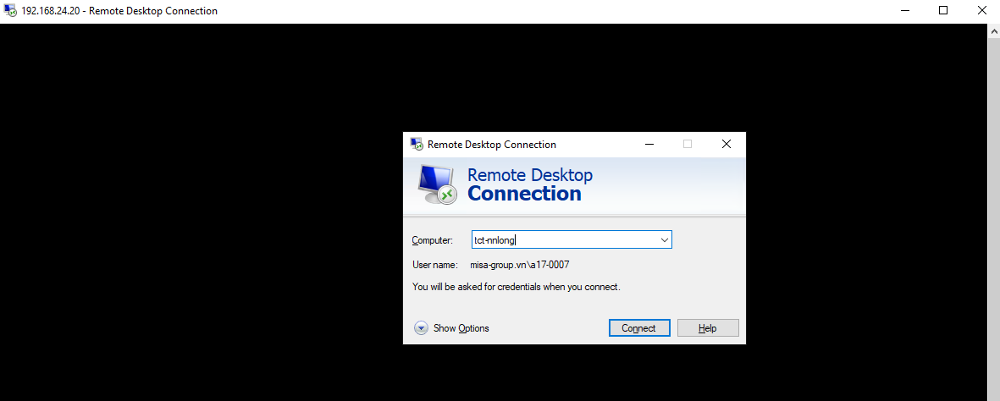 192.168.24.20 - Remote Desktop Connection
Remote Desktop Connection
Remote Desktop
Connection
Computer: tct-nnlong
User name: misa-group.vn\a17-0007
You will be asked for credentials when you connect.
Show Options Connect Help